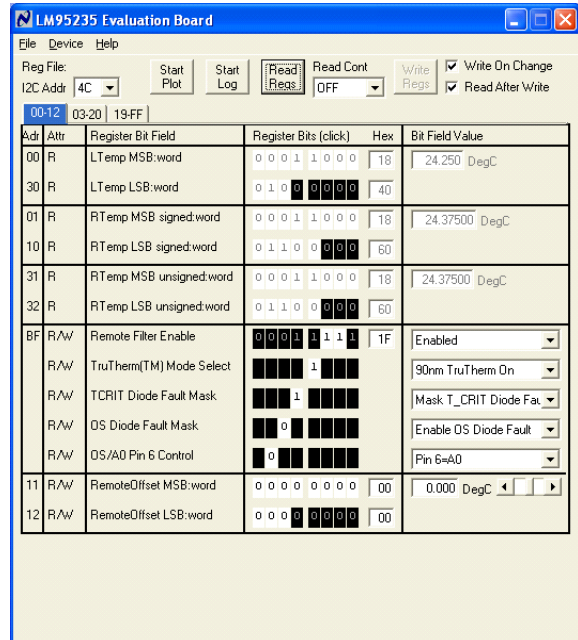 LM95235 Evaluation Board
File Device Help
Reg File: Start Plot Start Log Read Regs Read Cont Write Regs Write On Change
I2C Addr 4C OFF Read After Write
00-12 03-20 19-FF
Adr Attr Register Bit Field Register Bits (click) Hex Bit Field Value
00 R LTemp MSB:word 0 0 0 1 1 0 0 0 18 24.250 DegC
30 R LTemp LSB:word 0 1 0 0 0 0 0 0 40
01 R RTemp MSB signed:word 0 0 0 1 1 0 0 0 18 24.37500 DegC
10 R RTemp LSB signed:word 0 1 1 0 0 0 0 0 60
31 R RTemp MSB unsigned:word 0 0 0 1 1 0 0 0 18 24.37500 DegC
32 R RTemp LSB unsigned:word 0 1 1 0 0 0 0 0 60
BF R/W Remote Filter Enable 0 0 0 1 1 1 1 1 1F Enabled
R/W TruTherm(TM) Mode Select 1 90nm TruTherm On
R/W TCRIT Diode Fault Mask 1 Mask T_CRIT Diode Fau
R/W OS Diode Fault Mask 0 Enable OS Diode Fault
R/W OS/A0 Pin 6 Control 0 Pin 6=A0
11 R/W RemoteOffset MSB:word 0 0 0 0 0 0 0 0 00 0.000 DegC
12 R/W RemoteOffset LSB:word 0 0 0 0 0 0 0 0 00